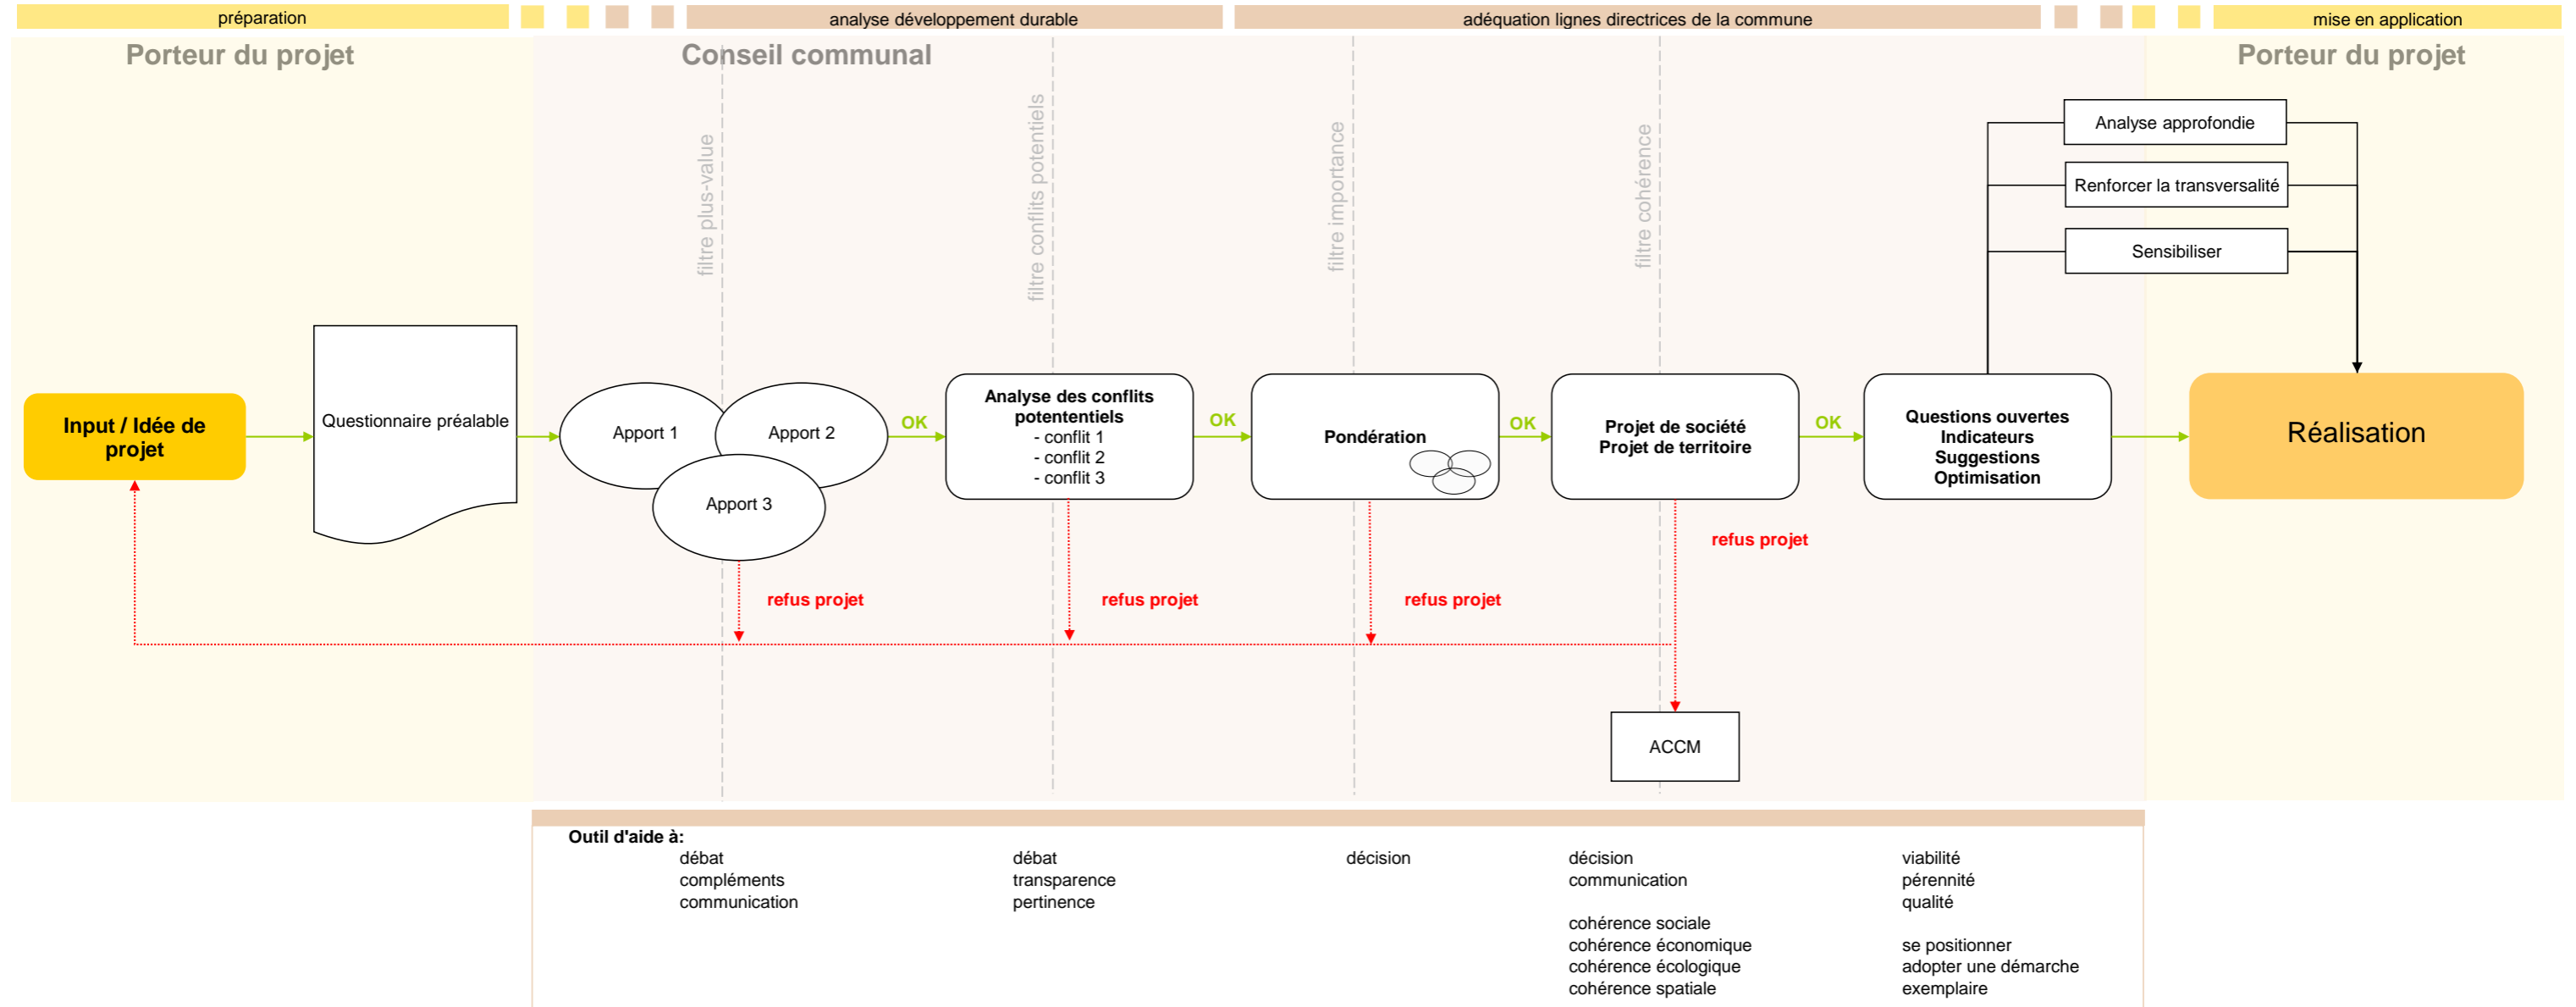 préparation
analyse développement durable
adéquation lignes directrices de la commune
mise en application
Porteur du projet
Conseil communal
Porteur du projet
filtre plus-value
filtre conflits potentiels
filtre importance
filtre cohérence
Analyse approfondie
Renforcer la transversalité
Sensibiliser
Input / Idée de
projet
Questionnaire préalable
Apport 1
Apport 2
Apport 3
OK
Analyse des conflits
potententiels
- conflit 1
- conflit 2
- conflit 3
OK
Pondération
OK
Projet de société
Projet de territoire
OK
Questions ouvertes
Indicateurs
Suggestions
Optimisation
Réalisation
refus projet
refus projet
refus projet
refus projet
ACCM
Outil d'aide à:
débat
compléments
communication
débat
transparence
pertinence
décision
décision
communication
cohérence sociale
cohérence économique
cohérence écologique
cohérence spatiale
viabilité
pérennité
qualité
se positionner
adopter une démarche
exemplaire